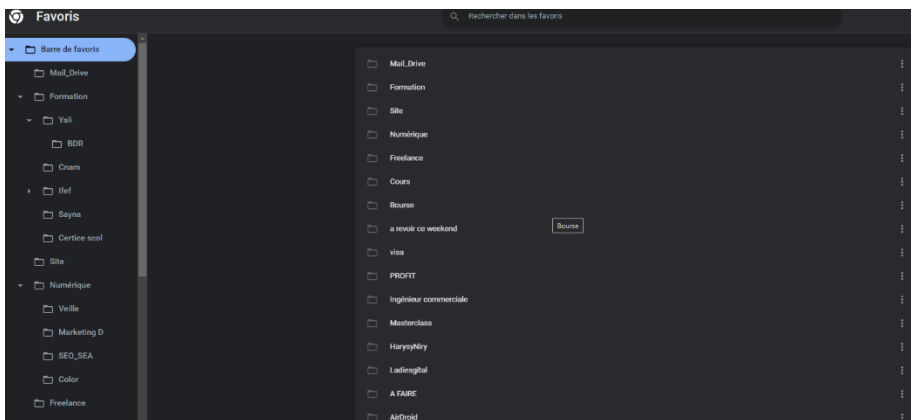 Favoris
Rechercher dans les favoris
Barre de favoris
Mail_Drive
Formation
Yali
BDR
Cnam
Ifef
Sayna
Certice scol
Site
Numérique
Veille
Marketing D
SEO_SEA
Color
Freelance
Mail_Drive
Formation
Site
Numérique
Freelance
Cours
Bourse
a revoir ce weekend
Bourse
visa
PROFIT
Ingénieur commerciale
Masterclass
HarysyNiry
Ladiesgital
A FAIRE
AirDroid